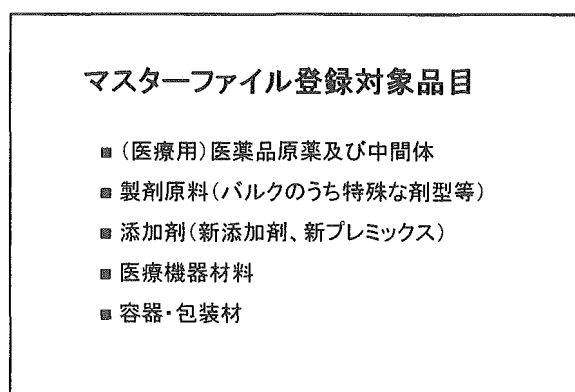 マスターファイル登録対象品目
■ (医療用)医薬品原薬及び中間体
■ 製剤原料(バルクのうち特殊な剤型等)
■ 添加剤(新添加剤、新プレミックス)
■ 医療機器材料
■ 容器・包装材